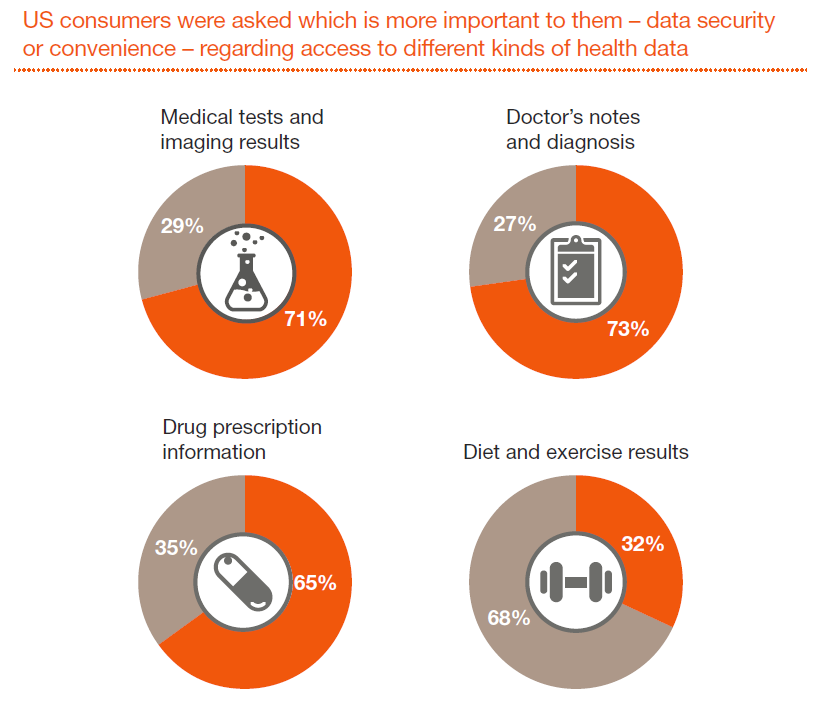 US consumers were asked which is more important to them – data security
or convenience – regarding access to different kinds of health data
Medical tests and
imaging results
29%
71%
Doctor’s notes
and diagnosis
27%
73%
Drug prescription
information
35%
65%
Diet and exercise results
32%
68%